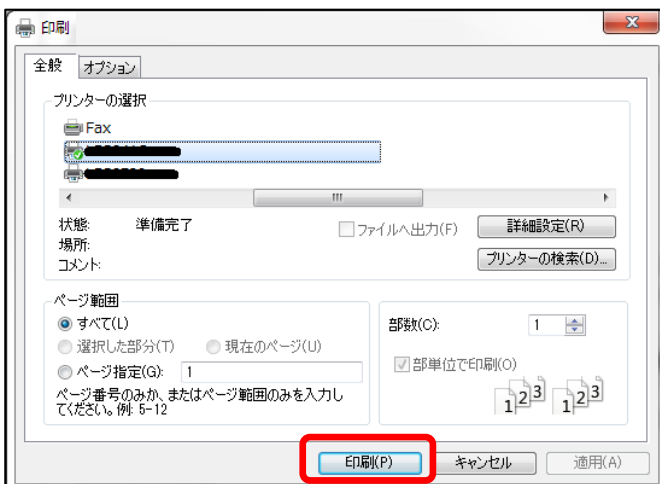 印刷
全般 オプション
プリンターの選択
Fax
状態: 準備完了 ファイルへ出力(F) 詳細設定(R)
場所:
コメント: プリンターの検索(D)...
ページ範囲
すべて(L) 部数(C): 1
選択した部分(T) 現在のページ(U)
ページ指定(G): 1 部単位で印刷(O)
ページ番号のみか、またはページ範囲のみを入力し
てください。例: 5-12
1 2 3 1 2 3
印刷(P) キャンセル 適用(A)